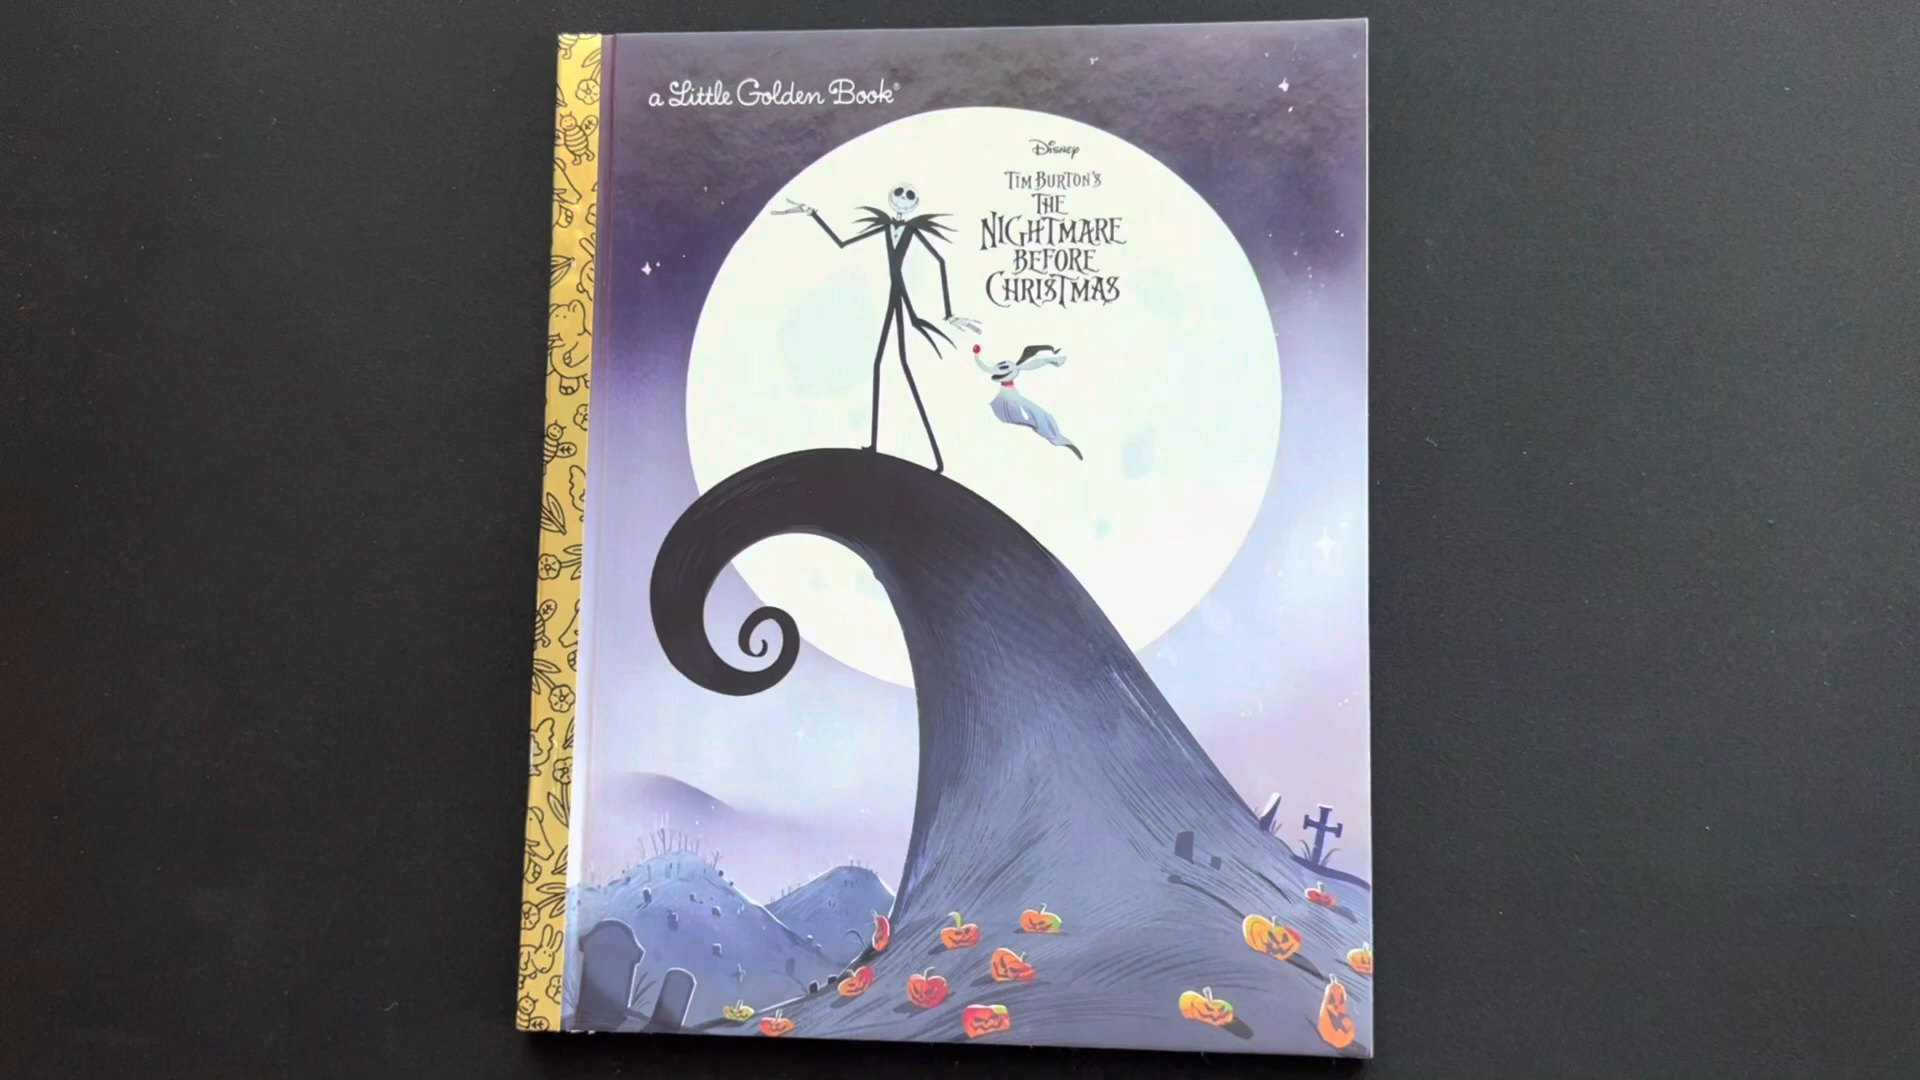 a Little Golden Book®
Disney
TIM BURTON'S
THE
NIGHTMARE
BEFORE
CHRISTMAS